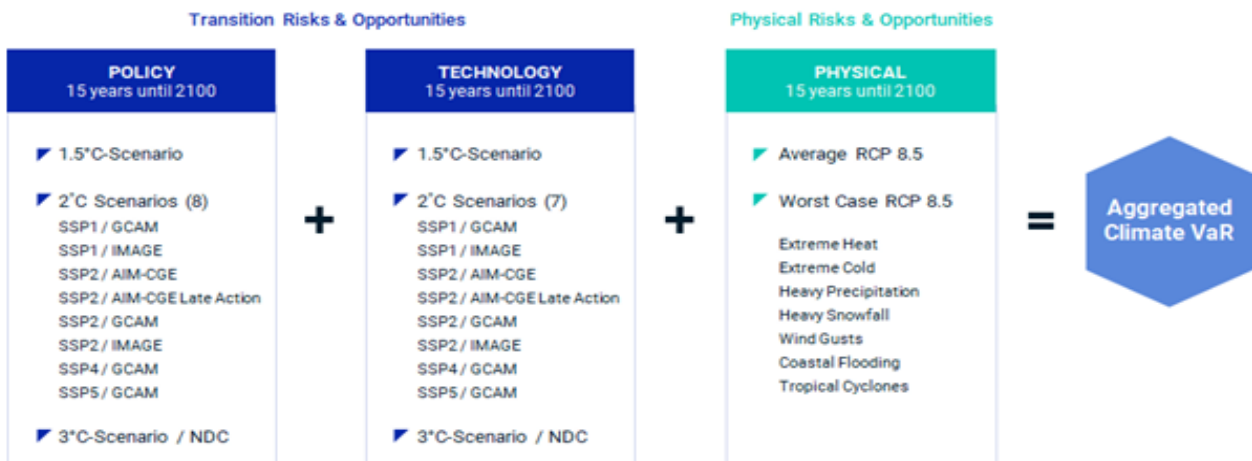 Transition Risks & Opportunities
Physical Risks & Opportunities
POLICY
15 years until 2100
1.5°C-Scenario
2°C Scenarios (8)
SSP1 / GCAM
SSP1 / IMAGE
SSP2 / AIM-CGE
SSP2 / AIM-CGE Late Action
SSP2 / GCAM
SSP2 / IMAGE
SSP4 / GCAM
SSP5 / GCAM
3°C-Scenario / NDC
+
TECHNOLOGY
15 years until 2100
1.5°C-Scenario
2°C Scenarios (7)
SSP1 / GCAM
SSP1 / IMAGE
SSP2 / AIM-CGE
SSP2 / AIM-CGE Late Action
SSP2 / GCAM
SSP2 / IMAGE
SSP4 / GCAM
SSP5 / GCAM
3°C-Scenario / NDC
+
PHYSICAL
15 years until 2100
Average RCP 8.5
Worst Case RCP 8.5
Extreme Heat
Extreme Cold
Heavy Precipitation
Heavy Snowfall
Wind Gusts
Coastal Flooding
Tropical Cyclones
=
Aggregated
Climate VaR